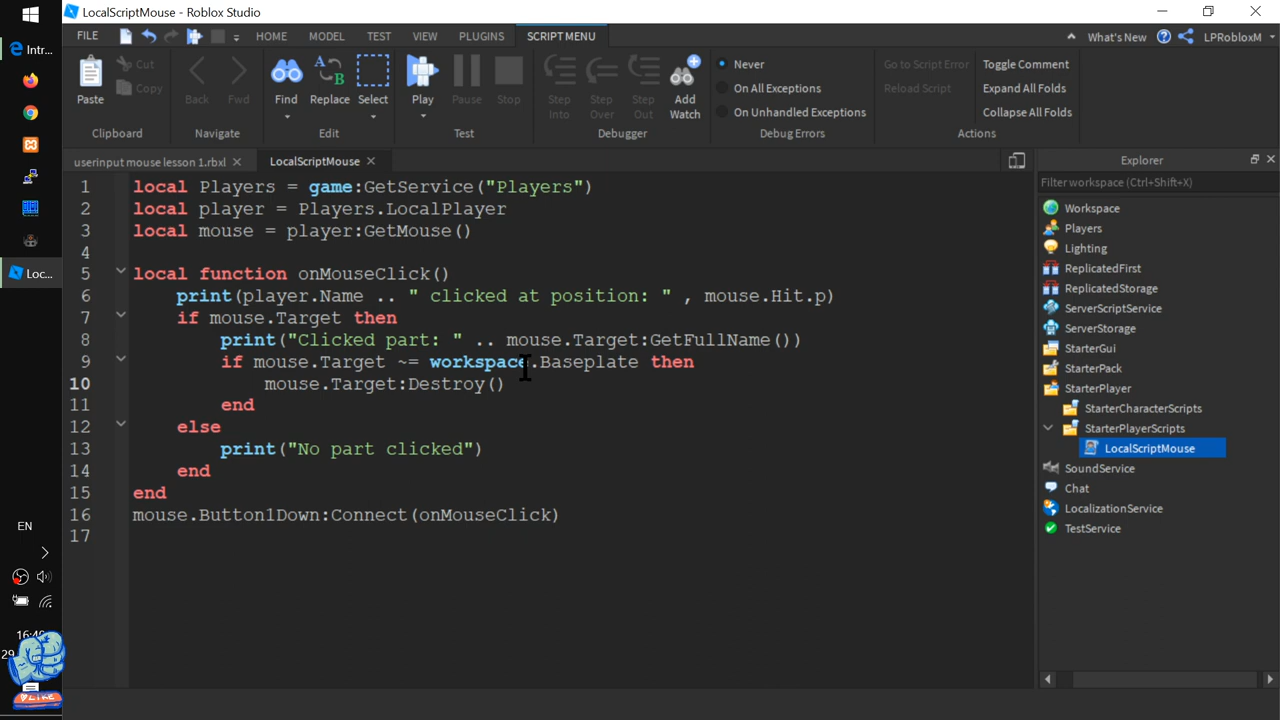 LocalScriptMouse - Roblox Studio
Intr...
FILE HOME MODEL TEST VIEW PLUGINS SCRIPT MENU What's New LPRobloxM
Paste Cut Copy Back Fwd Find Replace Select Play Pause Stop Step Into Step Over Step Out Add Watch
Never
On All Exceptions
On Unhandled Exceptions
Go to Script Error
Reload Script
Toggle Comment
Expand All Folds
Collapse All Folds
Clipboard Navigate Edit Test Debugger Debug Errors Actions
userinput mouse lesson 1.rbxl LocalScriptMouse
1 local Players = game:GetService("Players")
2 local player = Players.LocalPlayer
3 local mouse = player:GetMouse()
4
5 local function onMouseClick()
6 print(player.Name .. " clicked at position: " , mouse.Hit.p)
7 if mouse.Target then
8 print("Clicked part: " .. mouse.Target:GetFullName())
9 if mouse.Target ~= workspace.Baseplate then
10 mouse.Target:Destroy()
11 end
12 else
13 print("No part clicked")
14 end
15 end
16 mouse.Button1Down:Connect(onMouseClick)
17
Explorer
Filter workspace (Ctrl+Shift+X)
Workspace
Players
Lighting
ReplicatedFirst
ReplicatedStorage
ServerScriptService
ServerStorage
StarterGui
StarterPack
StarterPlayer
StarterCharacterScripts
StarterPlayerScripts
LocalScriptMouse
SoundService
Chat
LocalizationService
TestService
Loc...
EN
LIKE